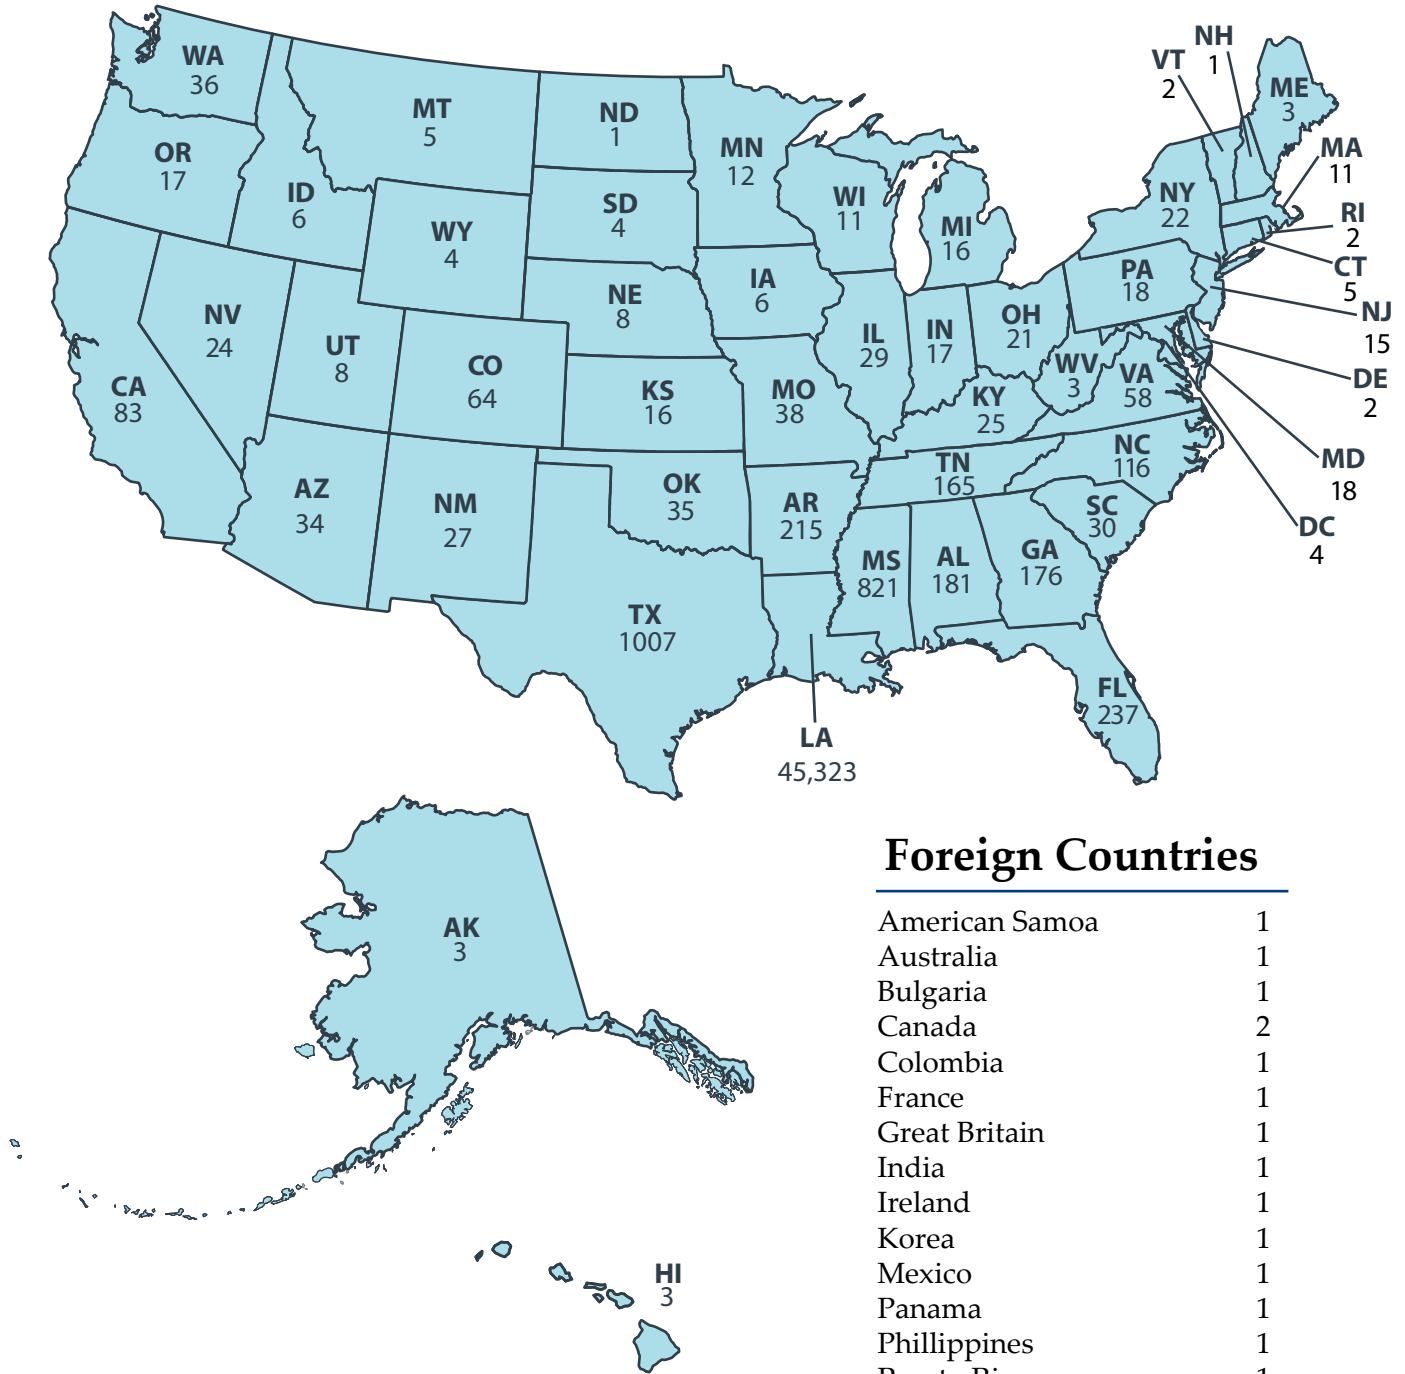 NH
1
VT
2
ME
3
WA
36
MT
5
ND
1
MN
12
MA
11
OR
17
ID
6
SD
4
WI
11
MI
16
NY
22
RI
2
WY
4
CT
5
IA
6
PA
18
NE
8
NJ
15
NV
24
UT
8
IL
29
IN
17
OH
21
CO
64
KS
16
MO
38
KY
25
WV
3
VA
58
DE
2
CA
83
NC
116
MD
18
TN
165
AZ
34
NM
27
OK
35
AR
215
SC
30
DC
4
MS
821
AL
181
GA
176
TX
1007
FL
237
LA
45,323
AK
3
HI
3
Foreign Countries
American Samoa 1
Australia 1
Bulgaria 1
Canada 2
Colombia 1
France 1
Great Britain 1
India 1
Ireland 1
Korea 1
Mexico 1
Panama 1
Phillippines 1